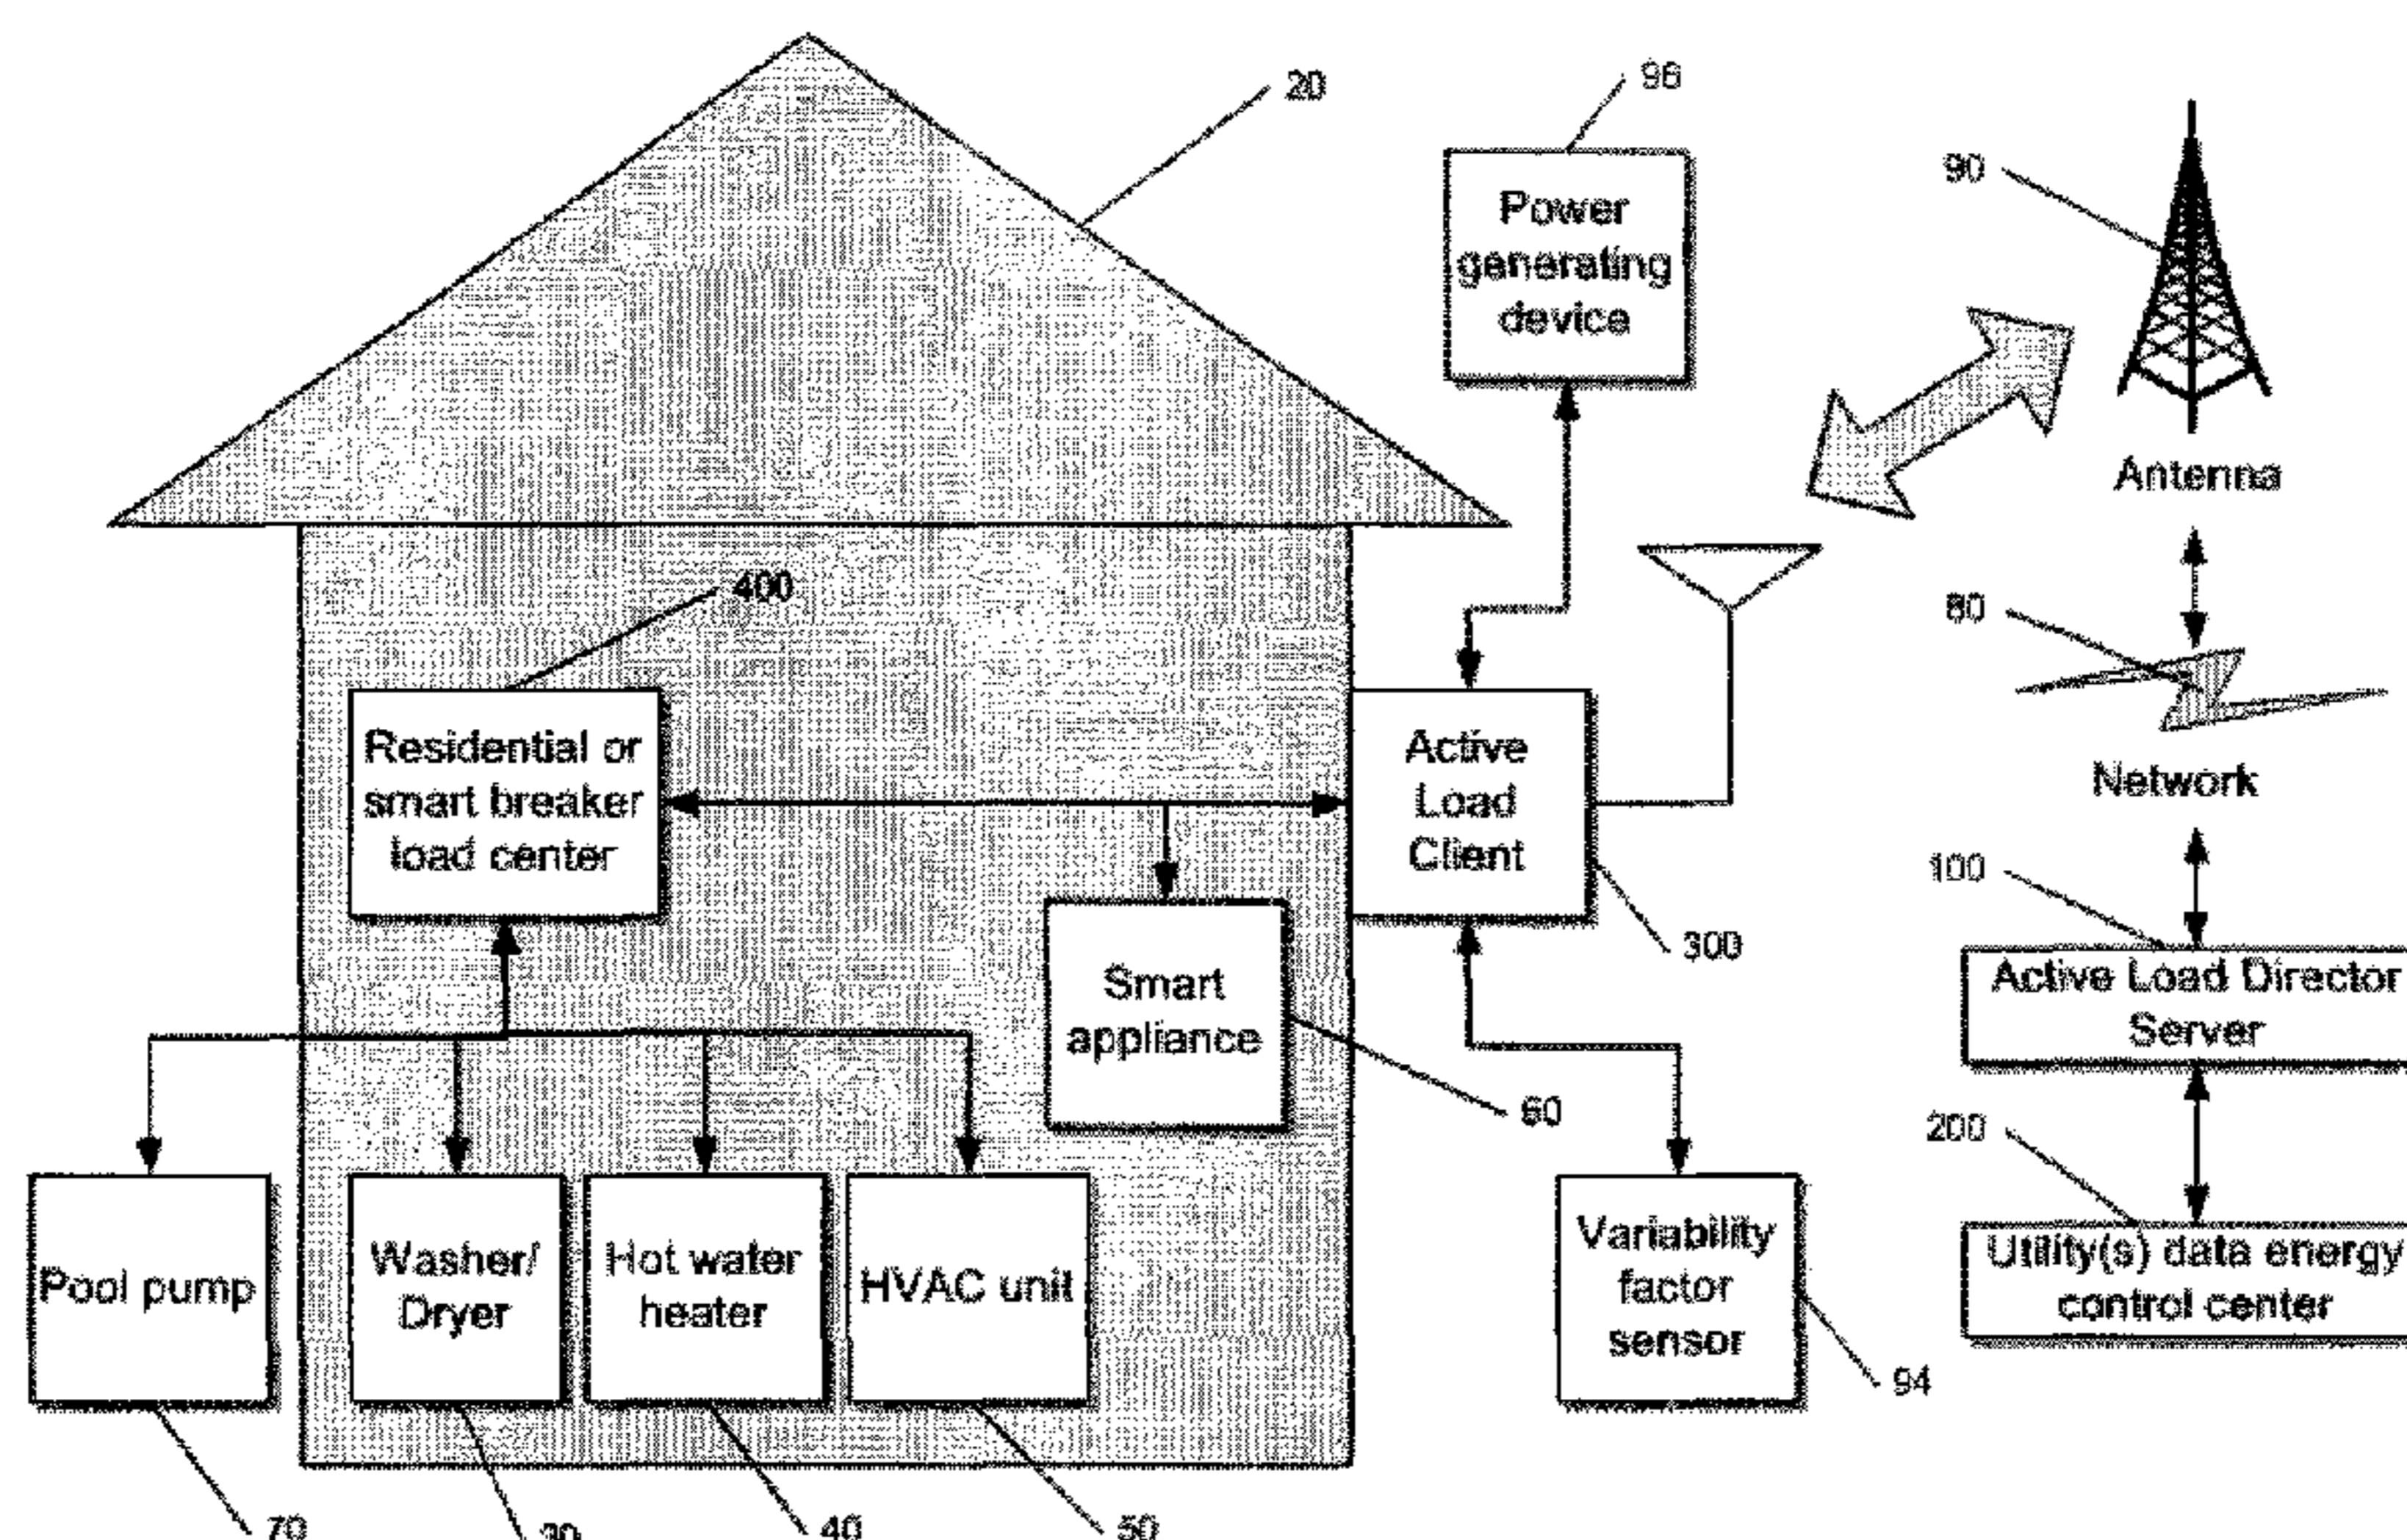 20
96
Power
generating
device
90
Antenna
400
80
Network
Residential or
smart breaker
load center
Active
Load
Client
300
100
Active Load Director
Server
Smart
appliance
60
200
Utility(s) data energy
control center
Pool pump
Washer/
Dryer
Hot water
heater
HVAC unit
Variability
factor
sensor
94
70
30
40
50